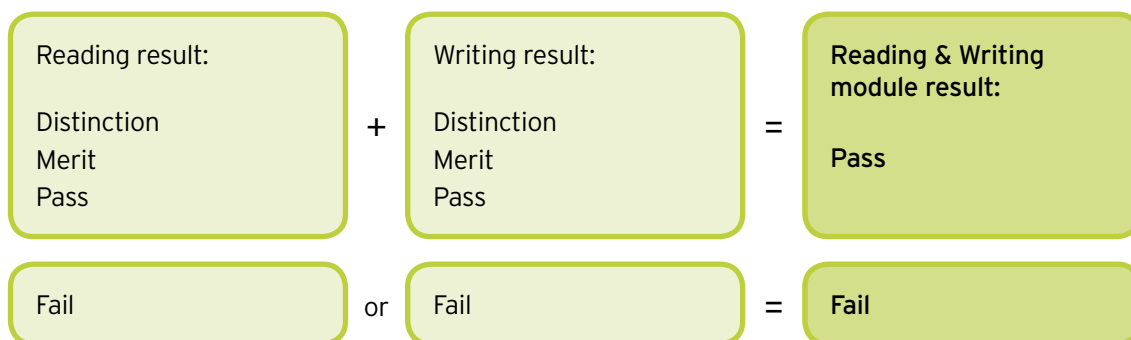 Reading result:
Distinction
Merit
Pass
+
Writing result:
Distinction
Merit
Pass
=
Reading & Writing
module result:
Pass
Fail
or
Fail
=
Fail